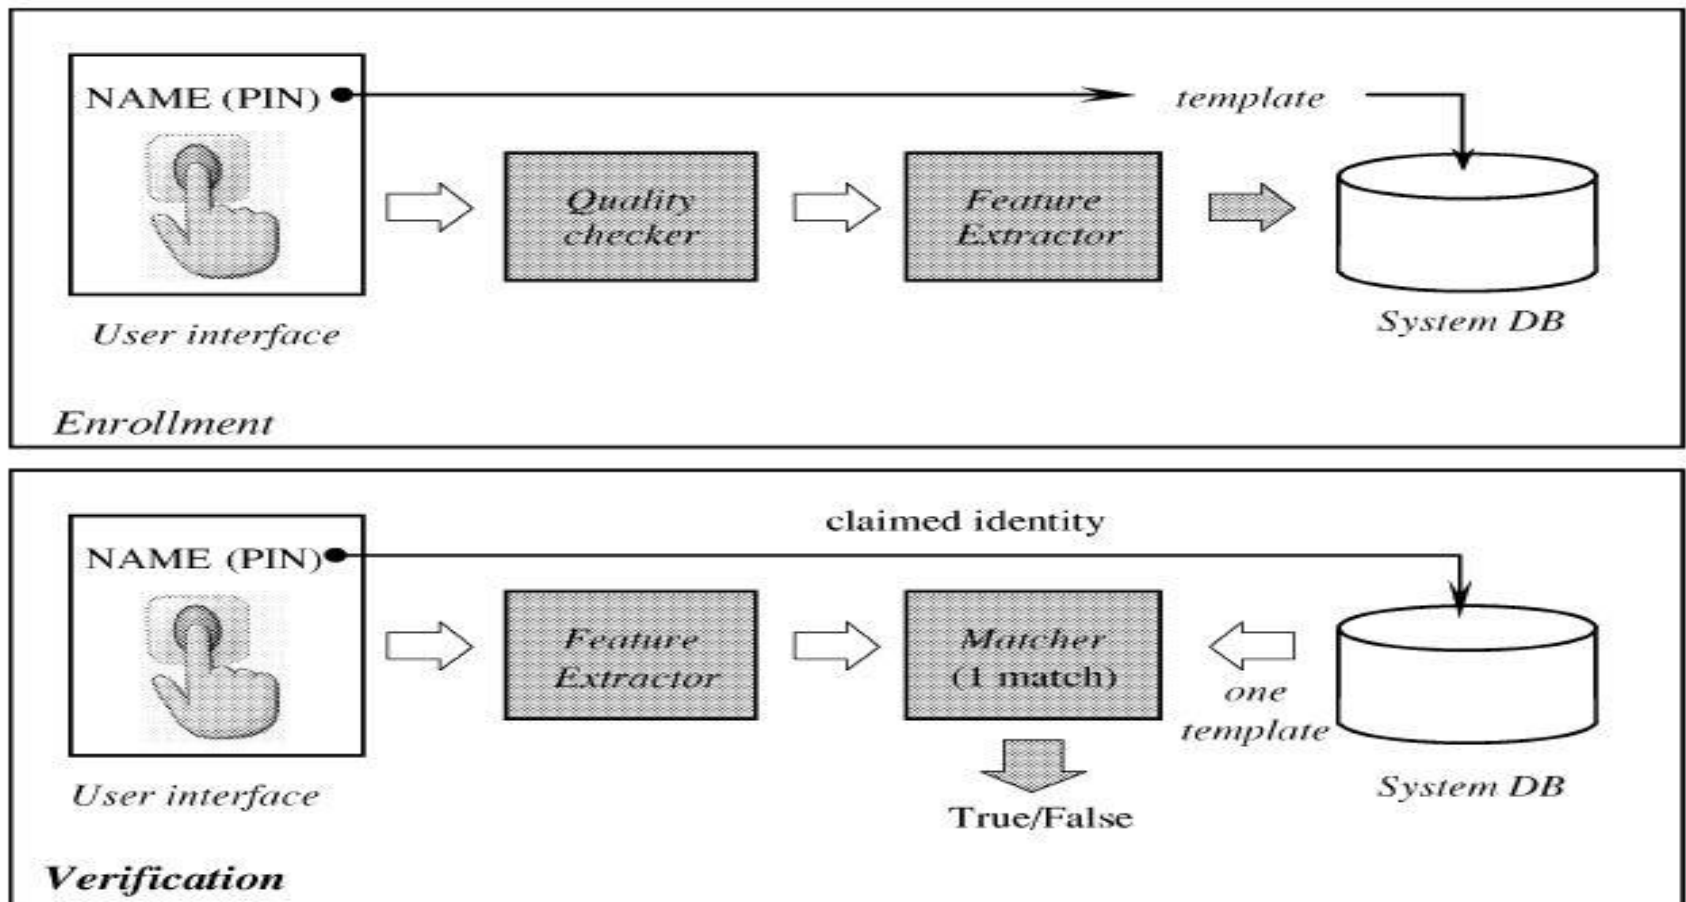 NAME (PIN)
template
Quality
checker
Feature
Extractor
User interface
System DB
Enrollment
claimed identity
NAME (PIN)
Feature
Extractor
Matcher
(1 match)
one
template
User interface
True/False
System DB
Verification